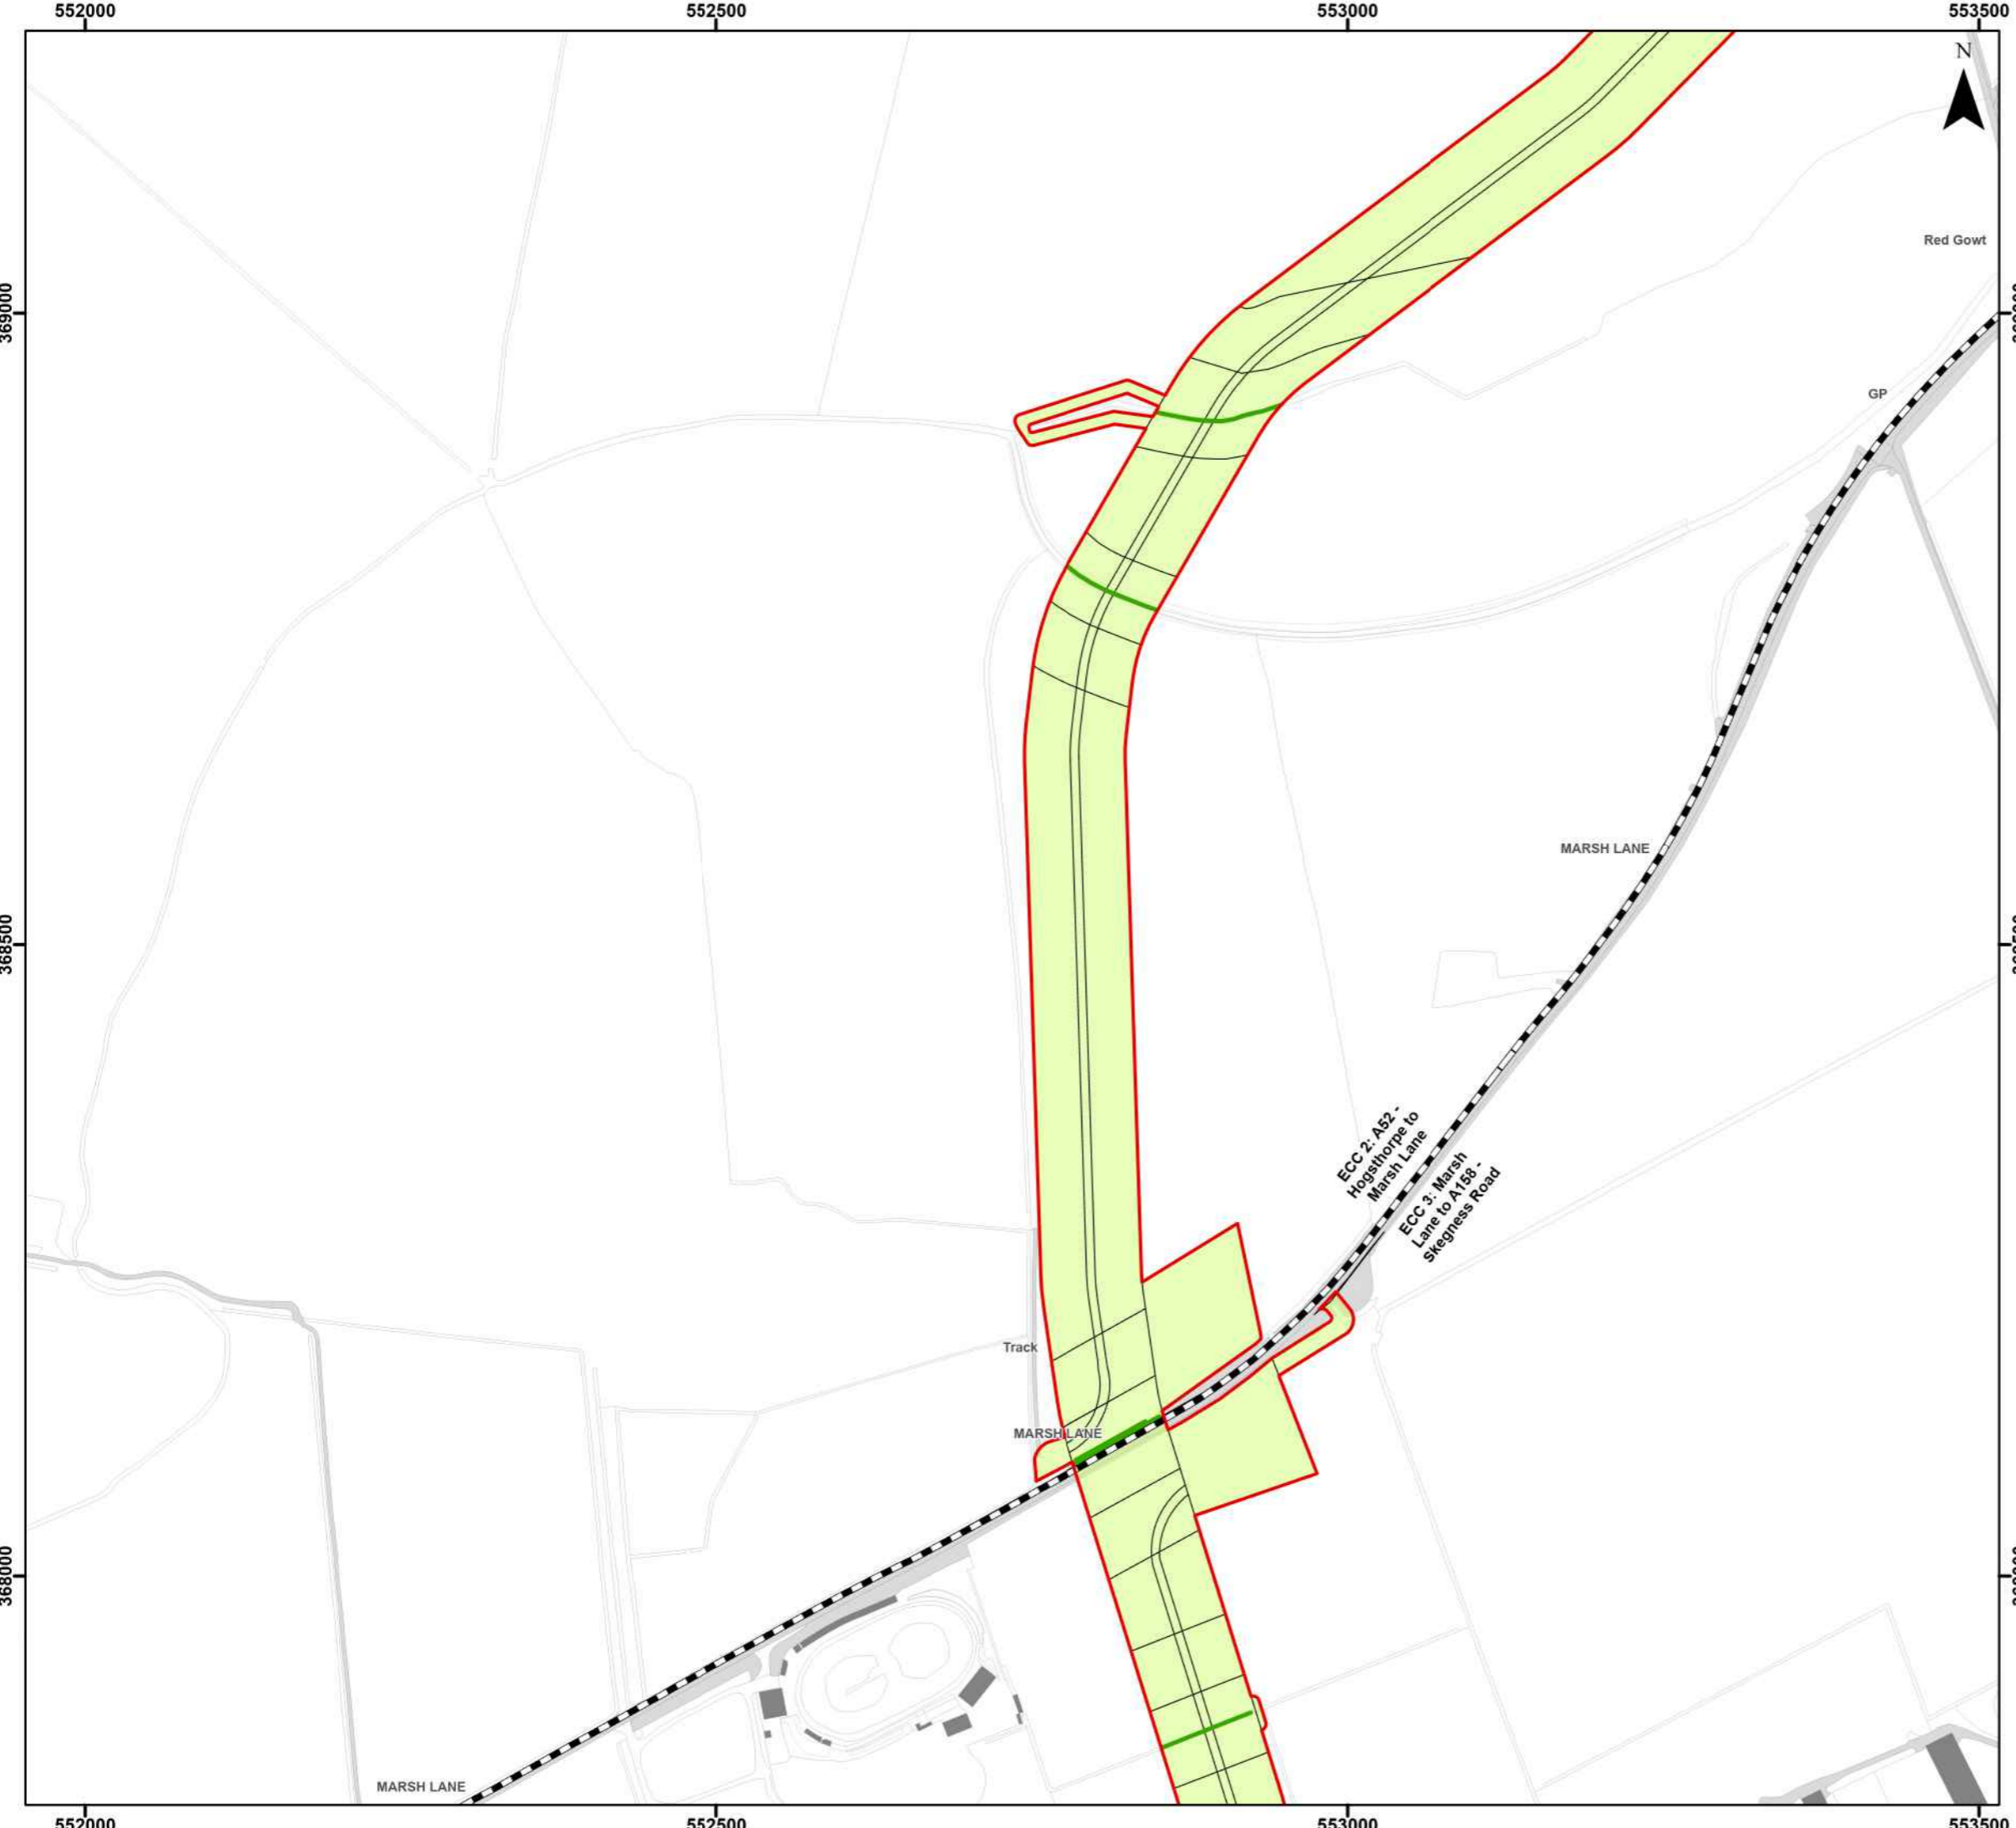 552000
552500
553000
553500
N
Red Gowt
369000
GP
MARSH LANE
368500
ECC 2: A52 -
Hogsthorpe to
Marsh Lane
ECC 3: Marsh
Lane to A158 -
Skegness Road
Track
MARSH LANE
368000
MARSH LANE
552000
552500
553000
553500